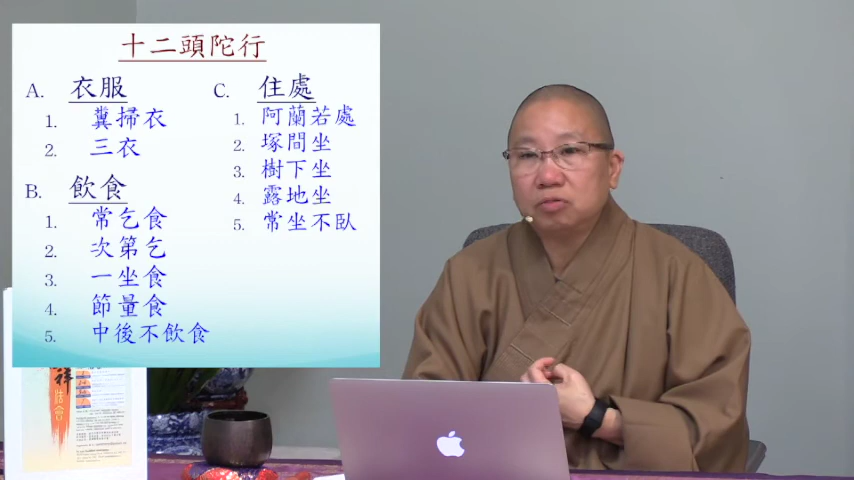 十二頭陀行
A. 衣服
1. 糞掃衣
2. 三衣
B. 飲食
1. 常乞食
2. 次第乞
3. 一坐食
4. 節量食
5. 中後不飲食
C. 住處
1. 阿蘭若處
2. 塚間坐
3. 樹下坐
4. 露地坐
5. 常坐不臥
祥
法會